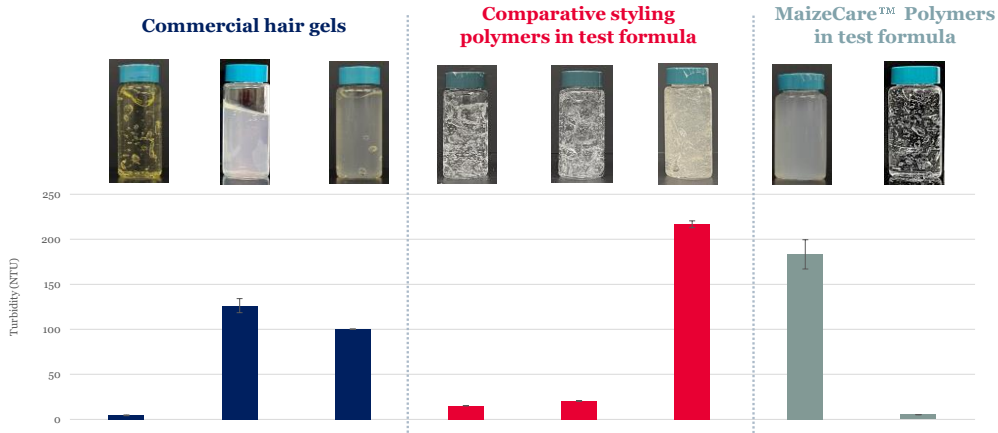 Commercial hair gels
Comparative styling
polymers in test formula
MaizeCare™ Polymers
in test formula
Turbidity (NTU)
250
200
150
100
50
0